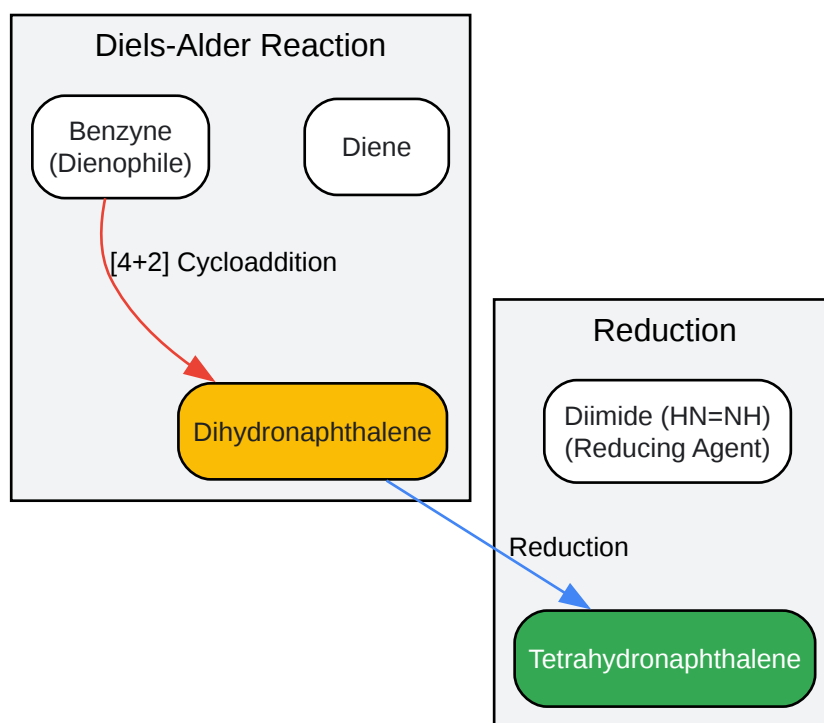 Diels-Alder Reaction
Benzyne
(Dienophile)
Diene
[4+2] Cycloaddition
Dihydronaphthalene
Reduction
Diimide (HN=NH)
(Reducing Agent)
Reduction
Tetrahydronaphthalene